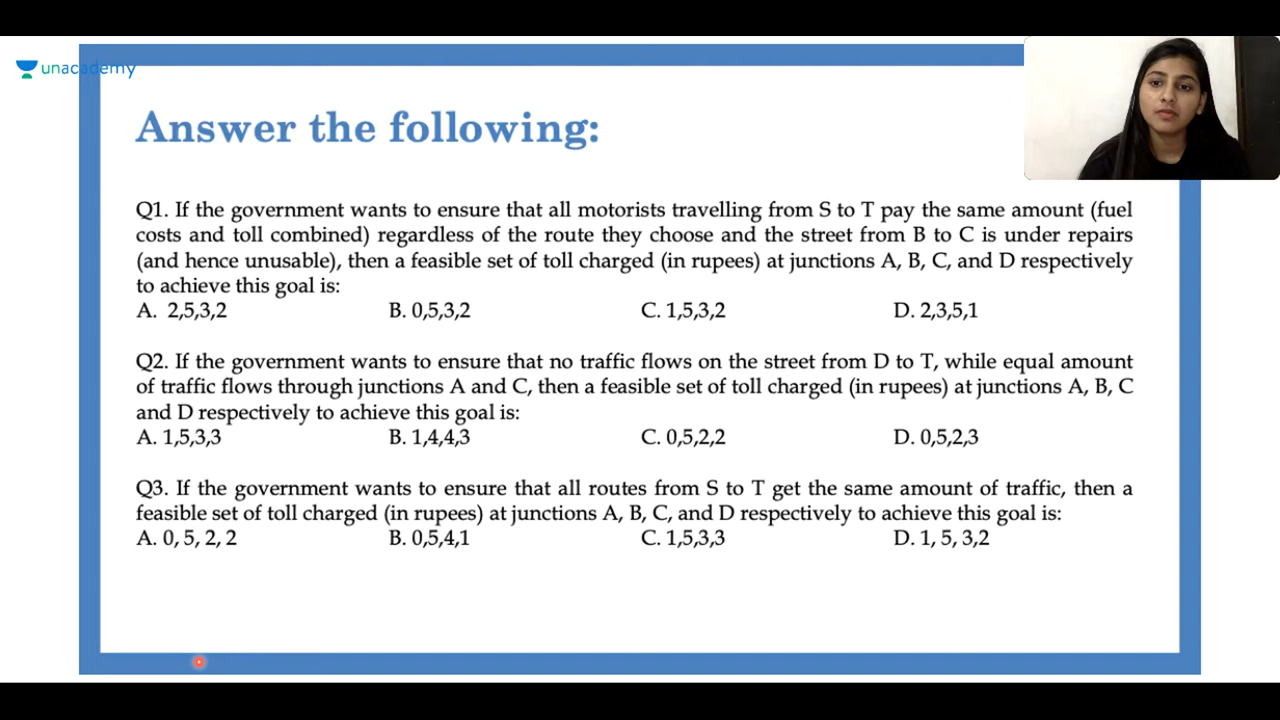 unacademy
Answer the following:
Q1. If the government wants to ensure that all motorists travelling from S to T pay the same amount (fuel
costs and toll combined) regardless of the route they choose and the street from B to C is under repairs
(and hence unusable), then a feasible set of toll charged (in rupees) at junctions A, B, C, and D respectively
to achieve this goal is:
A. 2,5,3,2 B. 0,5,3,2 C. 1,5,3,2 D. 2,3,5,1
Q2. If the government wants to ensure that no traffic flows on the street from D to T, while equal amount
of traffic flows through junctions A and C, then a feasible set of toll charged (in rupees) at junctions A, B, C
and D respectively to achieve this goal is:
A. 1,5,3,3 B. 1,4,4,3 C. 0,5,2,2 D. 0,5,2,3
Q3. If the government wants to ensure that all routes from S to T get the same amount of traffic, then a
feasible set of toll charged (in rupees) at junctions A, B, C, and D respectively to achieve this goal is:
A. 0, 5, 2, 2 B. 0,5,4,1 C. 1,5,3,3 D. 1, 5, 3,2